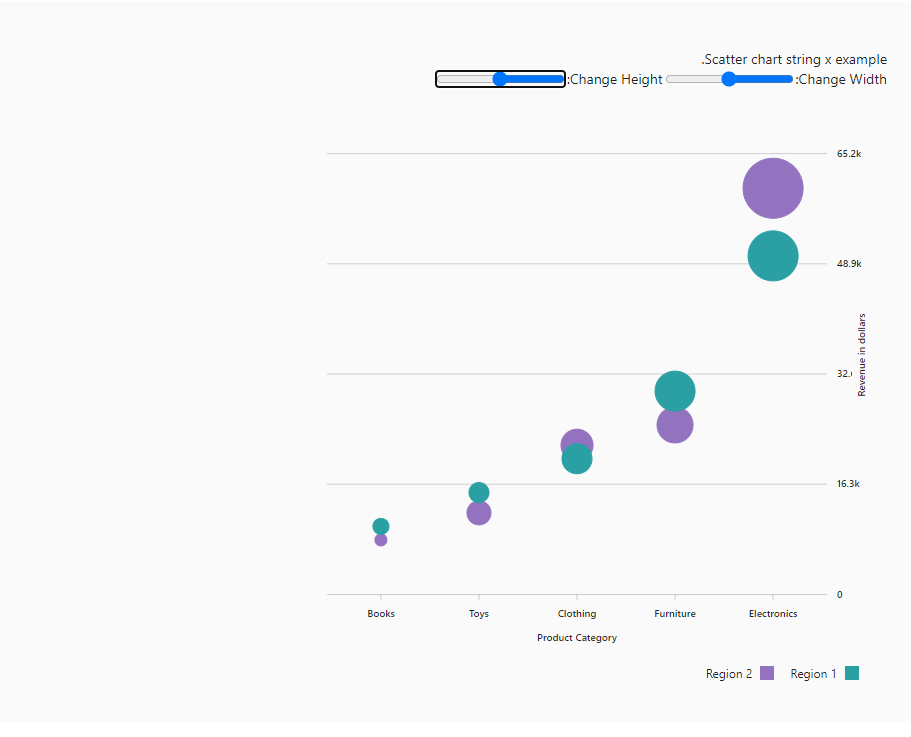 .Scatter chart string x example
:Change Height :Change Width
65.2k
48.9k
32.
16.3k
0
Revenue in dollars
Books Toys Clothing Furniture Electronics
Product Category
Region 2 Region 1